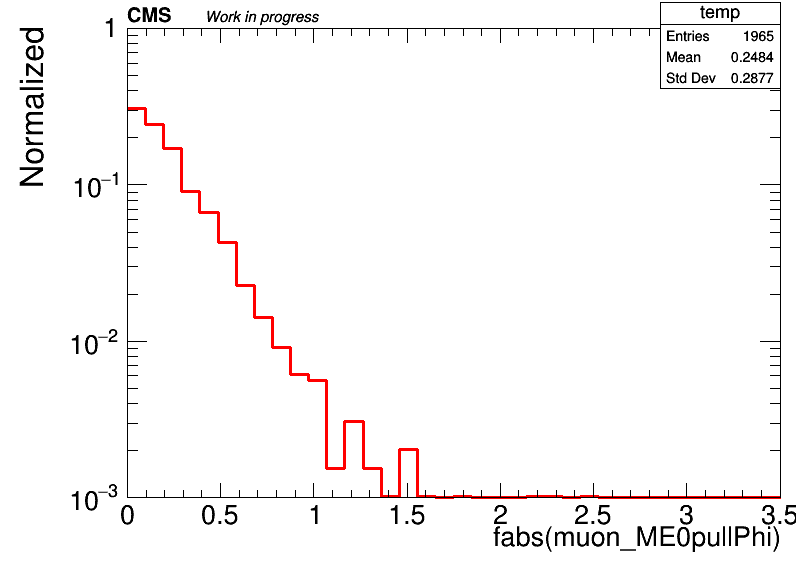 CMS Work in progress
temp
Entries 1965
Mean 0.2484
Std Dev 0.2877
Normalized
1
10⁻¹
10⁻²
10⁻³
0 0.5 1 1.5 2 2.5 3 3.5
fabs(muon_ME0pullPhi)